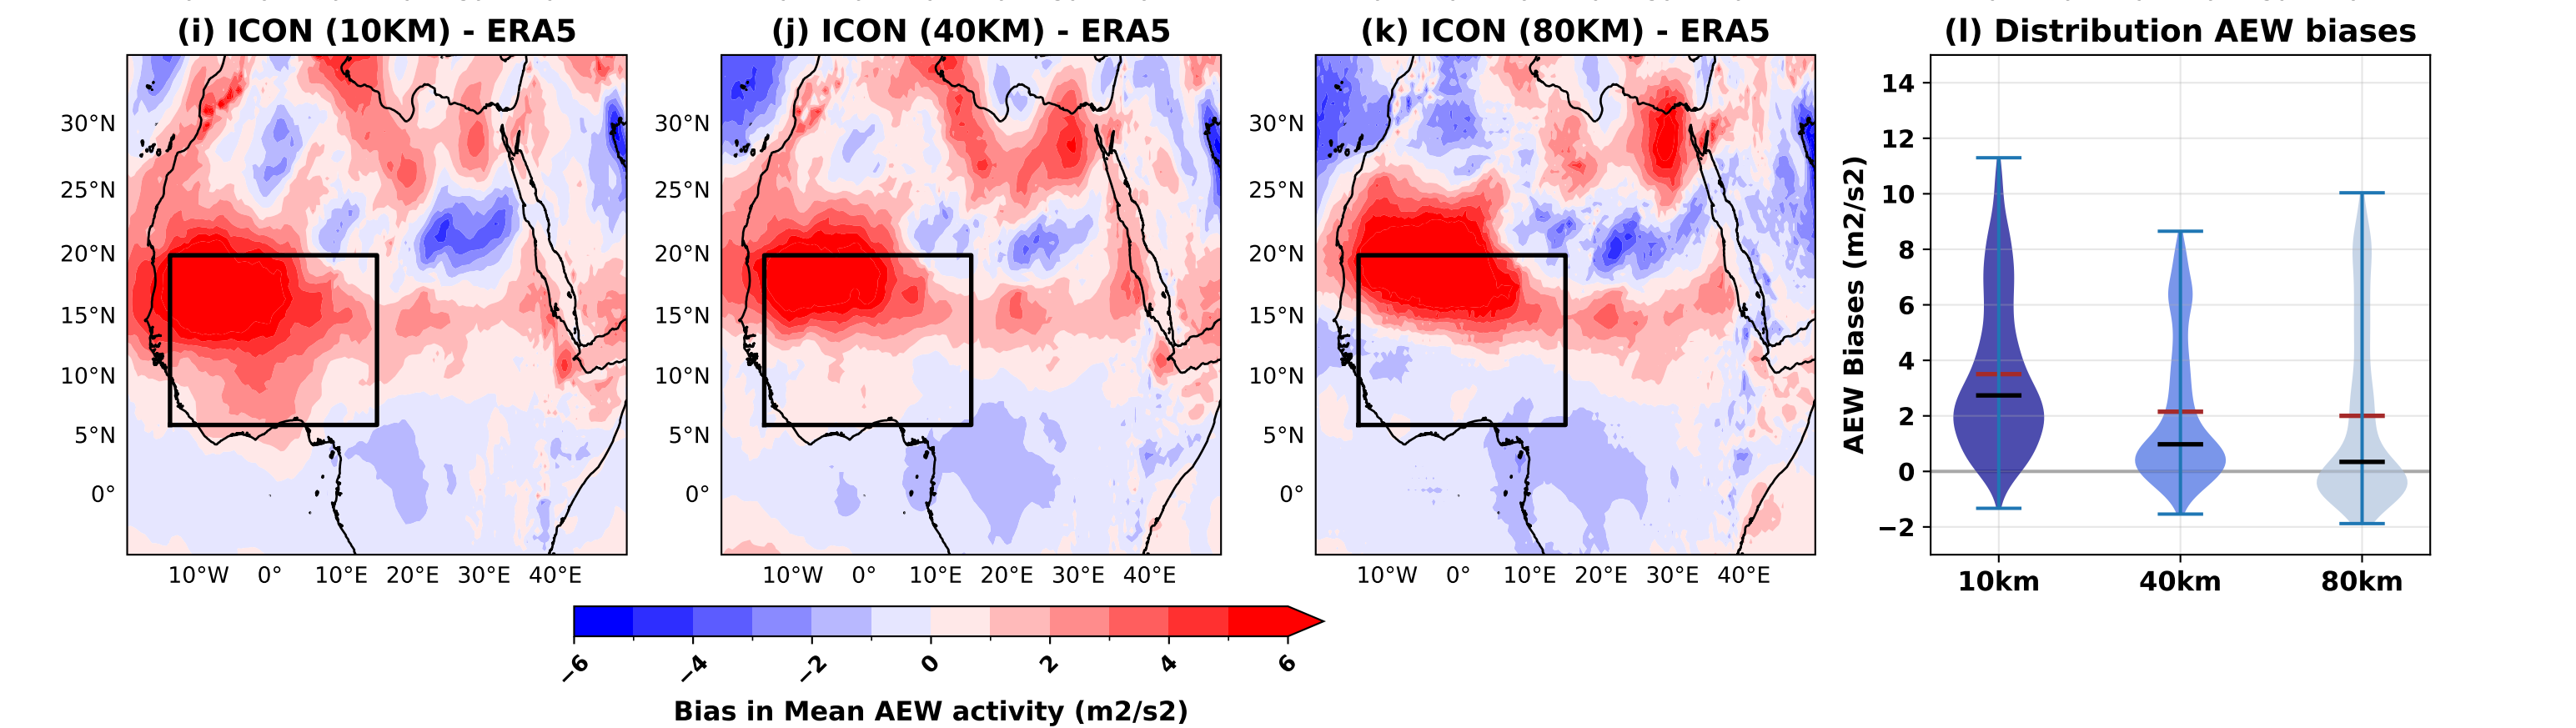 (i) ICON (10KM) - ERA5
(j) ICON (40KM) - ERA5
(k) ICON (80KM) - ERA5
(l) Distribution AEW biases
30°N
25°N
20°N
15°N
10°N
5°N
0°
10°W 0° 10°E 20°E 30°E 40°E
30°N
25°N
20°N
15°N
10°N
5°N
0°
10°W 0° 10°E 20°E 30°E 40°E
30°N
25°N
20°N
15°N
10°N
5°N
0°
10°W 0° 10°E 20°E 30°E 40°E
AEW Biases (m2/s2)
14
12
10
8
6
4
2
0
−2
10km 40km 80km
−6 −4 −2 0 2 4 6
Bias in Mean AEW activity (m2/s2)